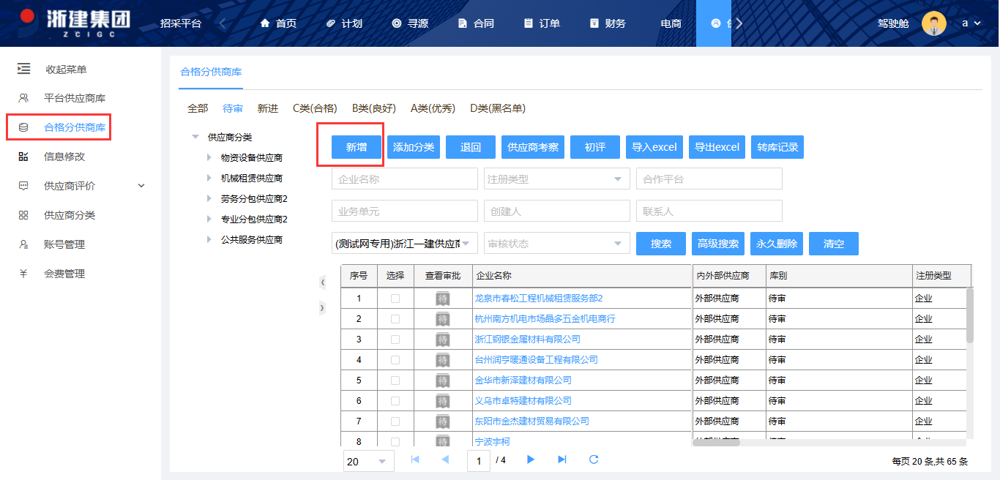 浙建集团
ZCIGC
招采平台
首页
计划
寻源
合同
订单
财务
电商
驾驶舱
a
收起菜单
平台供应商库
合格分供商库
信息修改
供应商评价
供应商分类
账号管理
会费管理
合格分供商库
全部 待审 新进 C类(合格) B类(良好) A类(优秀) D类(黑名单)
供应商分类
物资设备供应商
机械租赁供应商
劳务分包供应商2
专业分包供应商2
公共服务供应商
新增 添加分类 退回 供应商考察 初评 导入excel 导出excel 转库记录
企业名称 注册类型 合作平台
业务单元 创建人 联系人
(测试网专用)浙江一建供应商 审核状态 搜索 高级搜索 永久删除 清空
序号 选择 查看审批 企业名称 内外部供应商 库别 注册类型
1 待 龙泉市春松工程机械租赁服务部2 外部供应商 待审 企业
2 待 杭州南方机电市场晶多五金机电商行 外部供应商 待审 企业
3 待 浙江钢银金属材料有限公司 外部供应商 待审 企业
4 待 台州润亨暖通设备工程有限公司 外部供应商 待审 企业
5 待 金华市新泽建材有限公司 外部供应商 待审 企业
6 待 义乌市卓特建材有限公司 外部供应商 待审 企业
7 待 东阳市金杰建材贸易有限公司 外部供应商 待审 企业
8 待 宁波宇柯
20 1 / 4 每页 20 条,共 65 条